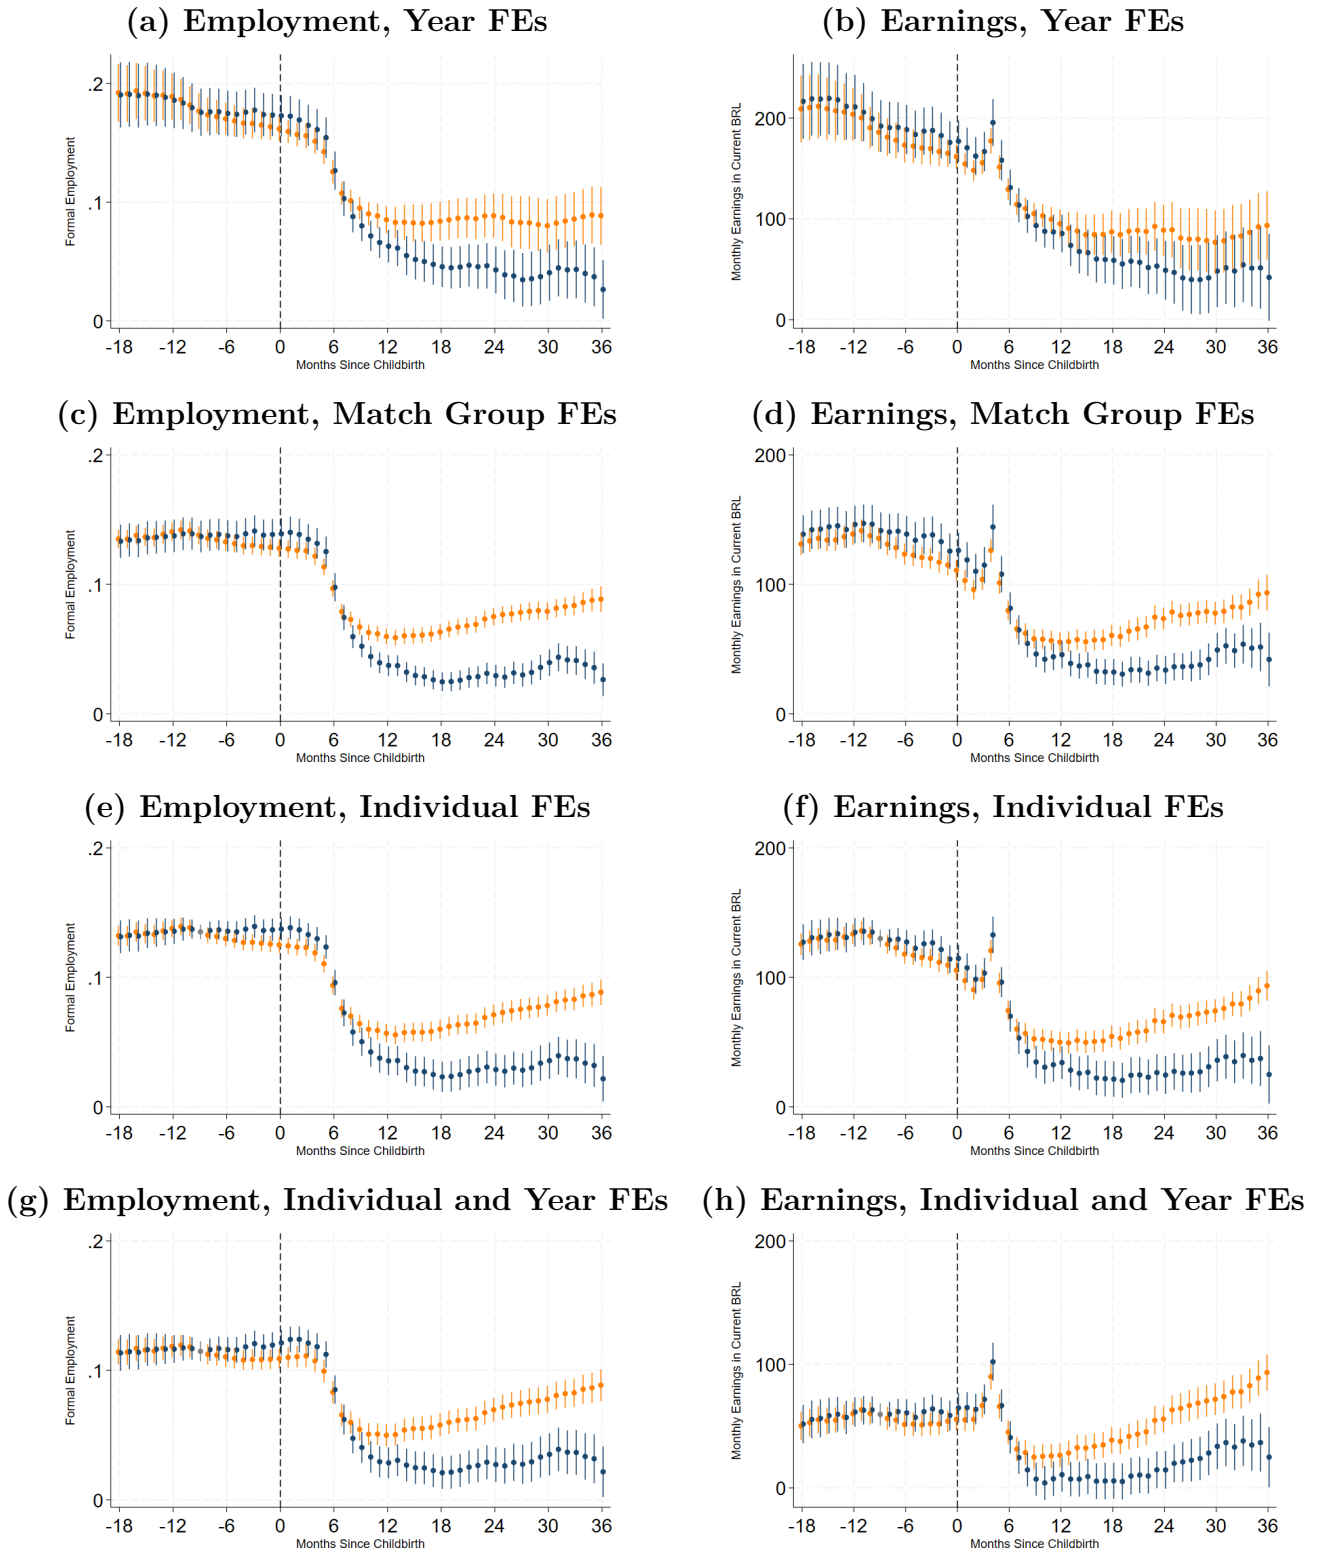 (a) Employment, Year FEs
Formal Employment
.2
.1
0
-18 -12 -6 0 6 12 18 24 30 36
Months Since Childbirth
(b) Earnings, Year FEs
Monthly Earnings in Current BRL
200
100
0
-18 -12 -6 0 6 12 18 24 30 36
Months Since Childbirth
(c) Employment, Match Group FEs
Formal Employment
.2
.1
0
-18 -12 -6 0 6 12 18 24 30 36
Months Since Childbirth
(d) Earnings, Match Group FEs
Monthly Earnings in Current BRL
200
100
0
-18 -12 -6 0 6 12 18 24 30 36
Months Since Childbirth
(e) Employment, Individual FEs
Formal Employment
.2
.1
0
-18 -12 -6 0 6 12 18 24 30 36
Months Since Childbirth
(f) Earnings, Individual FEs
Monthly Earnings in Current BRL
200
100
0
-18 -12 -6 0 6 12 18 24 30 36
Months Since Childbirth
(g) Employment, Individual and Year FEs
Formal Employment
.2
.1
0
-18 -12 -6 0 6 12 18 24 30 36
Months Since Childbirth
(h) Earnings, Individual and Year FEs
Monthly Earnings in Current BRL
200
100
0
-18 -12 -6 0 6 12 18 24 30 36
Months Since Childbirth